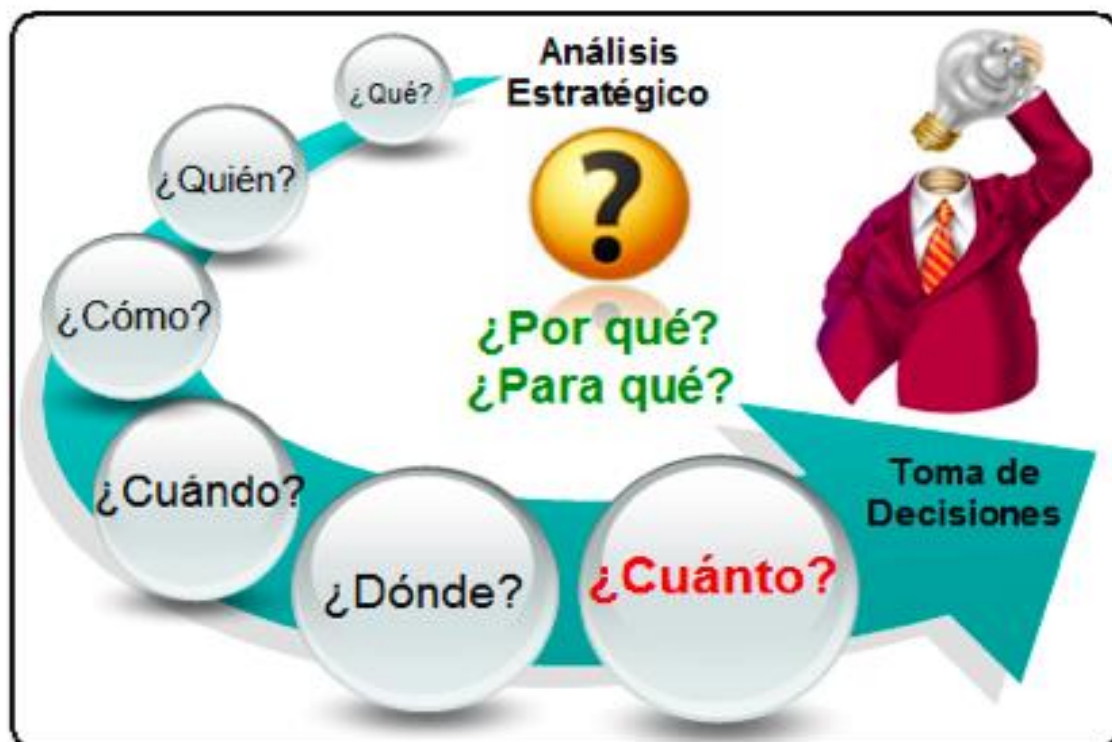 Análisis
Estratégico
¿Qué?
¿Quién?
¿Cómo?
¿Cuándo?
¿Dónde?
¿Cuánto?
¿Por qué?
¿Para qué?
Toma de
Decisiones